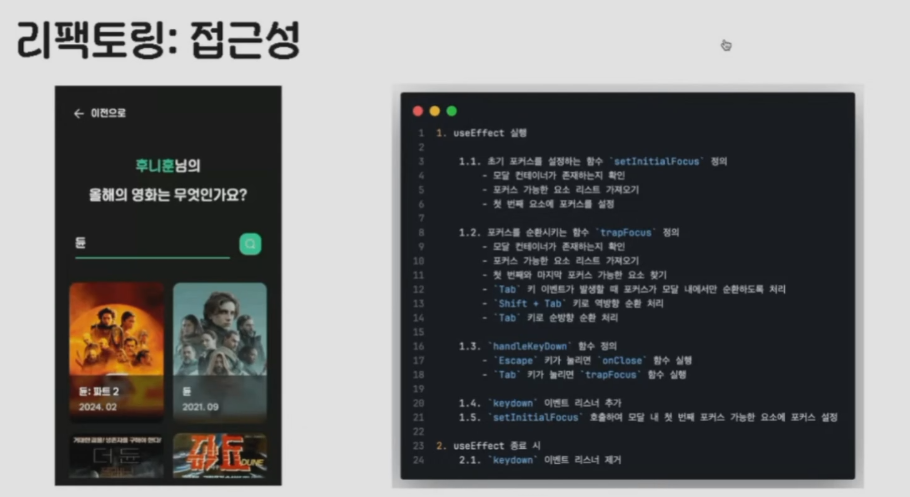 리팩토링: 접근성
← 이전으로
후니훈님의
올해의 영화는 무엇인가요?
듄
듄: 파트 2
2024. 02
듄
2021. 09
더 듄
DUNE
1 1. useEffect 실행
2
3 1.1. 초기 포커스를 설정하는 함수 `setInitialFocus` 정의
4 - 모달 컨테이너가 존재하는지 확인
5 - 포커스 가능한 요소 리스트 가져오기
6 - 첫 번째 요소에 포커스를 설정
7
8 1.2. 포커스를 순환시키는 함수 `trapFocus` 정의
9 - 모달 컨테이너가 존재하는지 확인
10 - 포커스 가능한 요소 리스트 가져오기
11 - 첫 번째와 마지막 포커스 가능한 요소 찾기
12 - `Tab` 키 이벤트가 발생할 때 포커스가 모달 내에서만 순환하도록 처리
13 - `Shift + Tab` 키로 역방향 순환 처리
14 - `Tab` 키로 순방향 순환 처리
15
16 1.3. `handleKeyDown` 함수 정의
17 - `Escape` 키가 눌리면 `onClose` 함수 실행
18 - `Tab` 키가 눌리면 `trapFocus` 함수 실행
19
20 1.4. `keydown` 이벤트 리스너 추가
21 1.5. `setInitialFocus` 호출하여 모달 내 첫 번째 포커스 가능한 요소에 포커스 설정
22
23 2. useEffect 종료 시
24 2.1. `keydown` 이벤트 리스너 제거